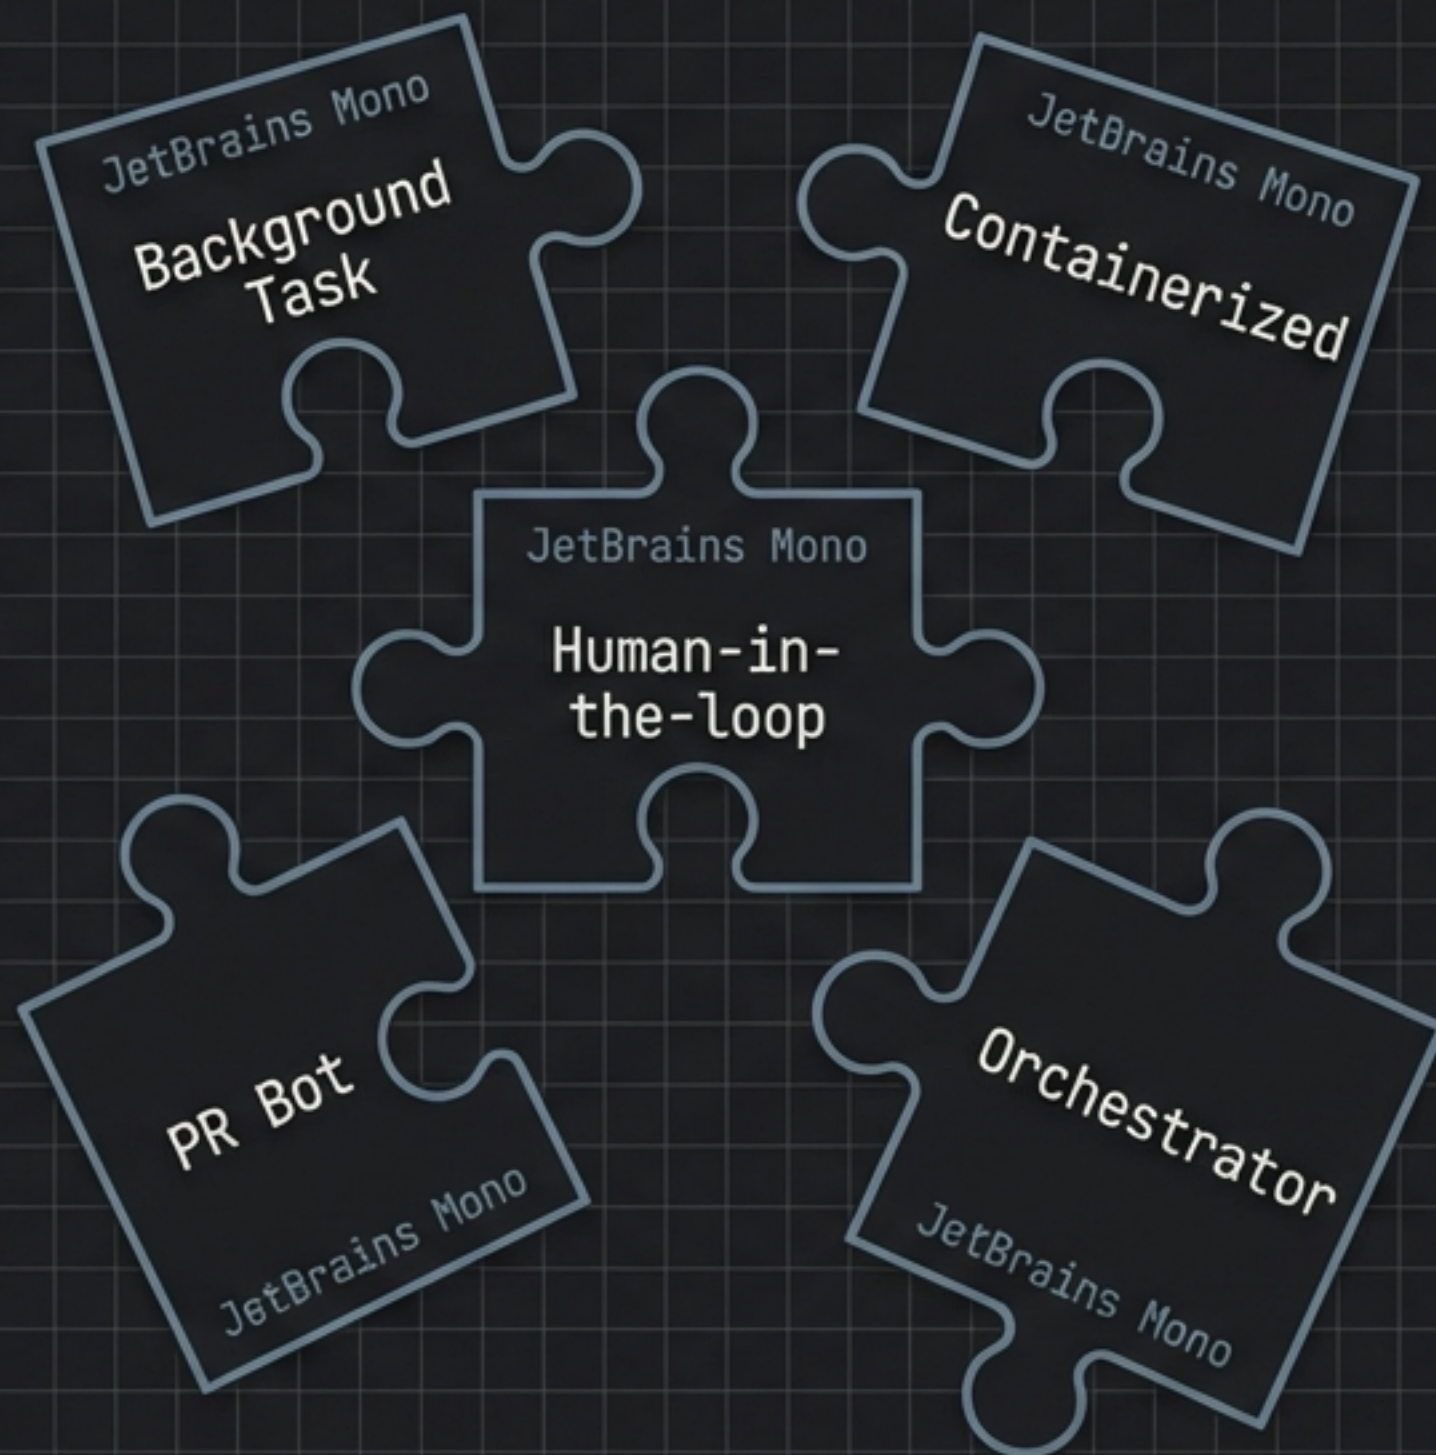 JetBrains Mono
Background
Task
JetBrains Mono
Containerized
JetBrains Mono
Human-in-
the-loop
PR Bot
JetBrains Mono
Orchestrator
JetBrains Mono